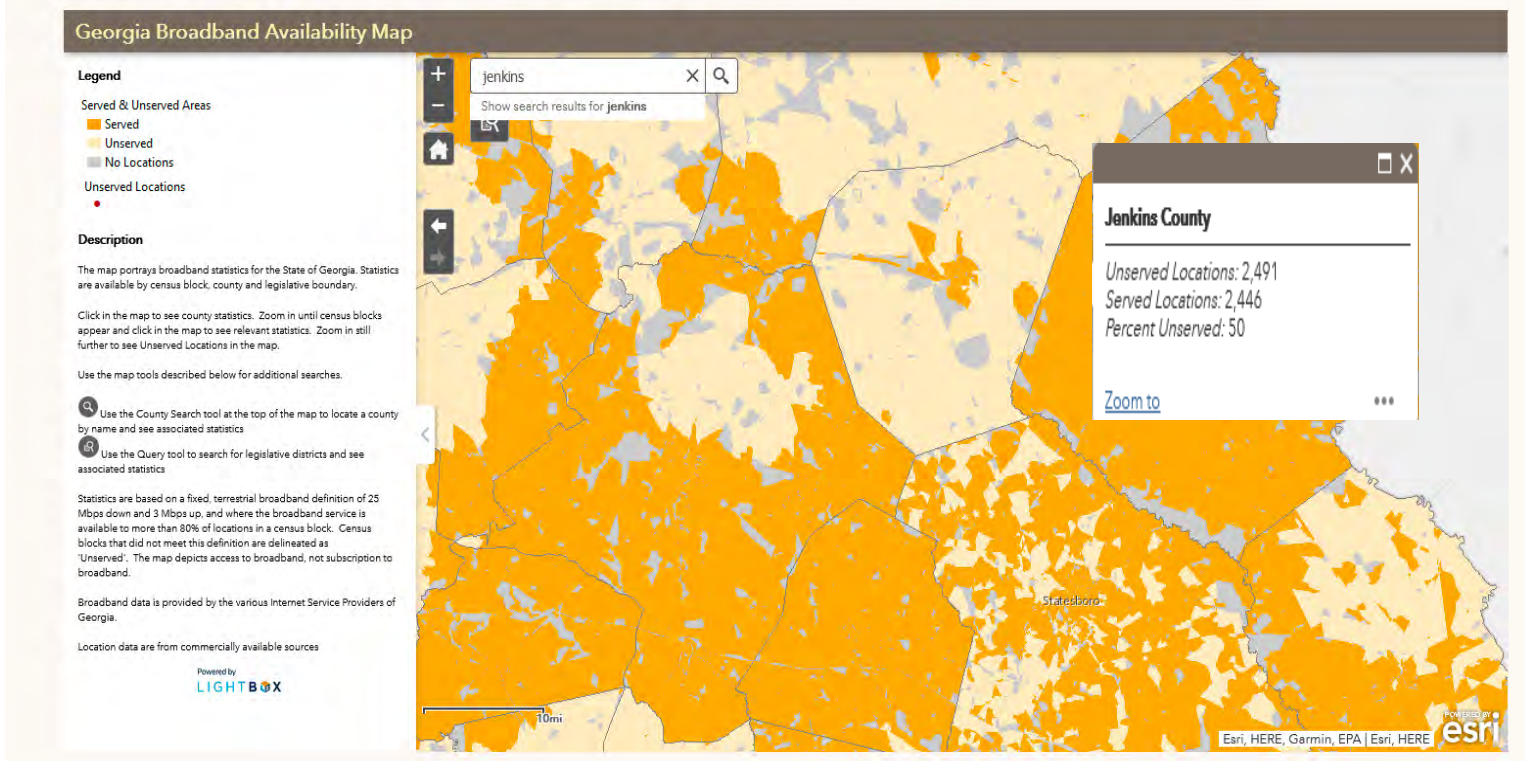 Georgia Broadband Availability Map
Legend
Served & Unserved Areas
Served
Unserved
No Locations
Unserved Locations
Description
The map portrays broadband statistics for the State of Georgia. Statistics
are available by census block, county and legislative boundary.
Click in the map to see county statistics. Zoom in until census blocks
appear and click in the map to see relevant statistics. Zoom in still
further to see Unserved Locations in the map.
Use the map tools described below for additional searches.
Use the County Search tool at the top of the map to locate a county
by name and see associated statistics
Use the Query tool to search for legislative districts and see
associated statistics
Statistics are based on a fixed, terrestrial broadband definition of 25
Mbps down and 3 Mbps up, and where the broadband service is
available to more than 80% of locations in a census block. Census
blocks that did not meet this definition are delineated as
'Unserved'. The map depicts access to broadband, not subscription to
broadband.
Broadband data is provided by the various Internet Service Providers of
Georgia.
Location data are from commercially available sources
Powered by
LIGHTBOX
+
−
jenkins
Show search results for jenkins
Jenkins County
Unserved Locations: 2,491
Served Locations: 2,446
Percent Unserved: 50
Zoom to
•••
Statesboro
10mi
Esri, HERE, Garmin, EPA | Esri, HERE
POWERED BY
esri